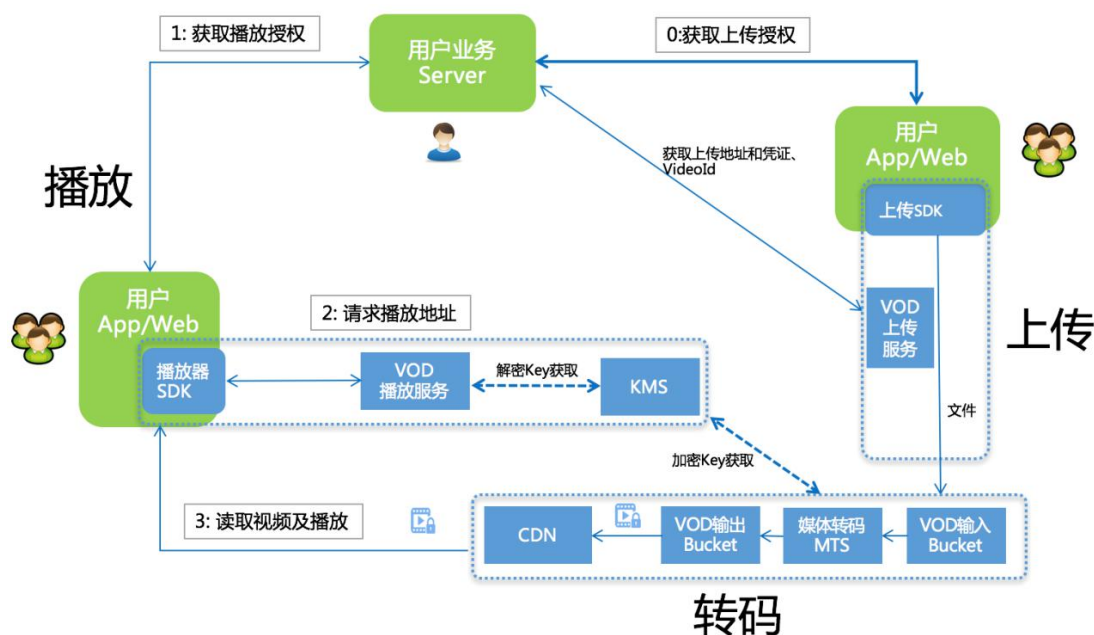 1: 获取播放授权
用户业务
Server
0:获取上传授权
用户
App/Web
获取上传地址和凭证、
VideoId
播放
上传SDK
用户
App/Web
2: 请求播放地址
VOD
上传
服务
上传
播放器
SDK
VOD
播放服务
解密Key获取
KMS
文件
加密Key获取
3: 读取视频及播放
CDN
VOD输出
Bucket
媒体转码
MTS
VOD输入
Bucket
转码